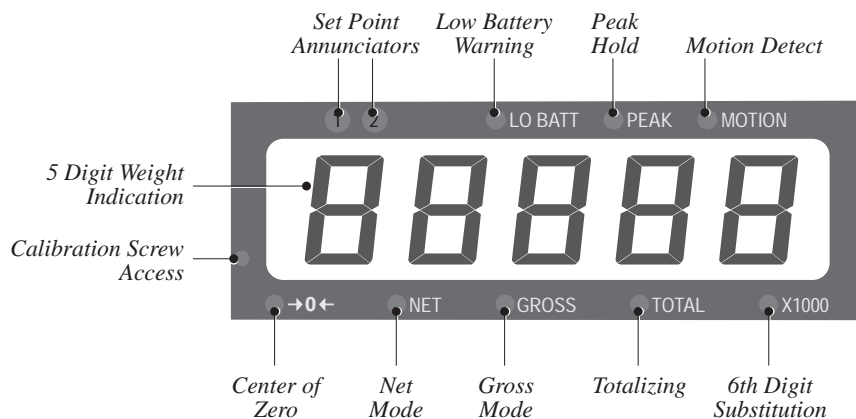 Set Point
Annunciators
Low Battery
Warning
Peak
Hold
Motion Detect
1 2 LO BATT PEAK MOTION
5 Digit Weight
Indication
88888
Calibration Screw
Access
→0← NET GROSS TOTAL X1000
Center of
Zero
Net
Mode
Gross
Mode
Totalizing
6th Digit
Substitution